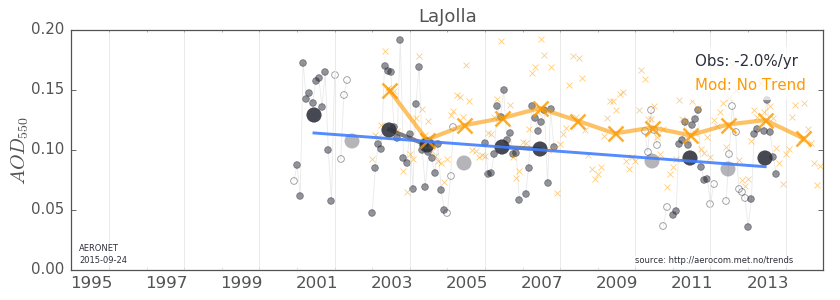 LaJolla
0.20
0.15
0.10
0.05
0.00
AOD550
Obs: -2.0%/yr
Mod: No Trend
AERONET
2015-09-24
source: http://aerocom.met.no/trends
1995 1997 1999 2001 2003 2005 2007 2009 2011 2013